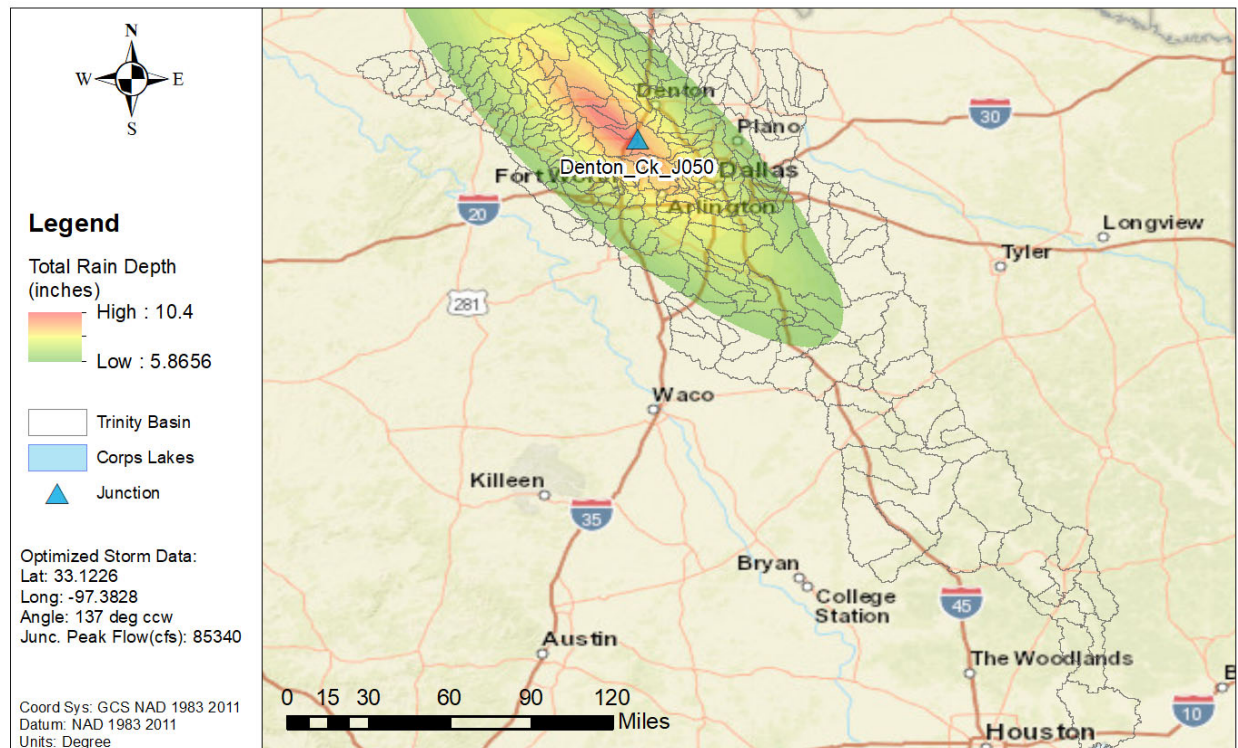 N
W E
S
Legend
Total Rain Depth
(inches)
High : 10.4
Low : 5.8656
Trinity Basin
Corps Lakes
Junction
Optimized Storm Data:
Lat: 33.1226
Long: -97.3828
Angle: 137 deg ccw
Junc. Peak Flow(cfs): 85340
Coord Sys: GCS NAD 1983 2011
Datum: NAD 1983 2011
Units: Degree
Denton
30
Plano
Denton_Ck_J050
Dallas
Fort
Arlington
20
Longview
Tyler
281
Waco
Killeen
35
Bryan
College
Station
45
Austin
The Woodlands
B
10
Houston
0 15 30 60 90 120
Miles